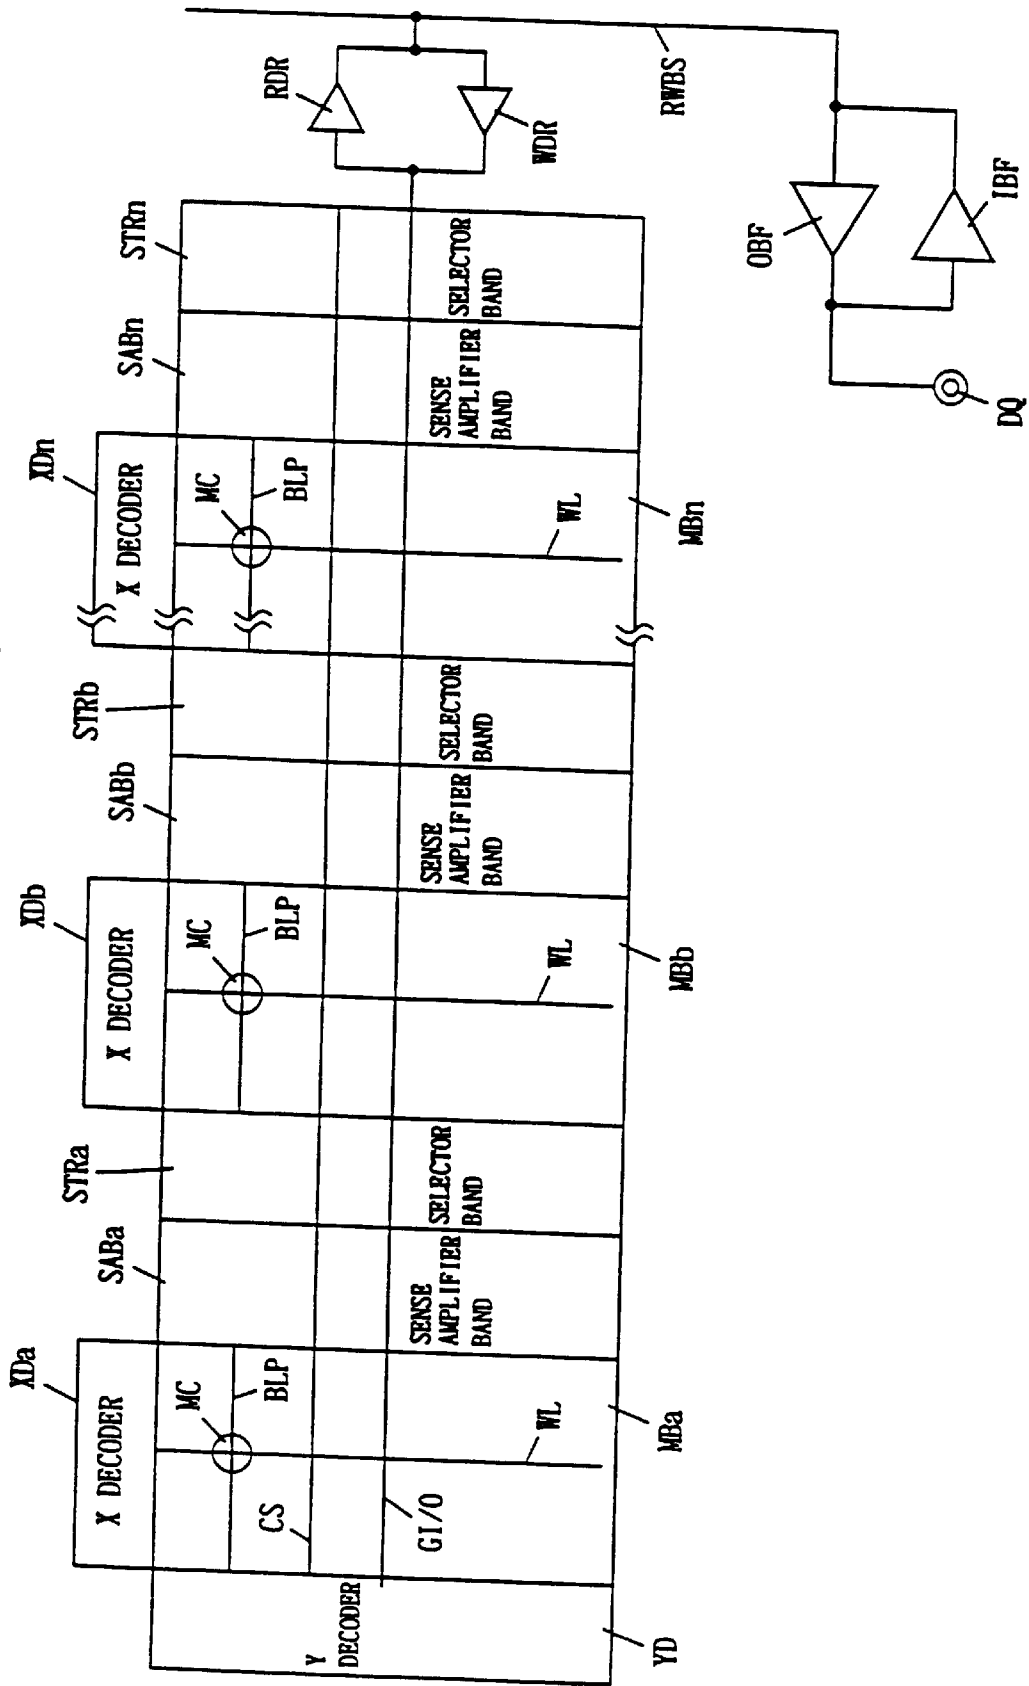 XDa
X DECODER
SABa
STRa
XDb
X DECODER
SABb
STRb
XDn
X DECODER
SABn
STRn
RDR
WDR
RWBS
MC
BLP
CS
GI/O
WL
MC
BLP
WL
MC
BLP
WL
Y
DECODER
SENSE
AMPLIFIER
BAND
SELECTOR
BAND
SENSE
AMPLIFIER
BAND
SELECTOR
BAND
SENSE
AMPLIFIER
BAND
SELECTOR
BAND
YD
MBa
MBb
MBn
OBF
IBF
DQ